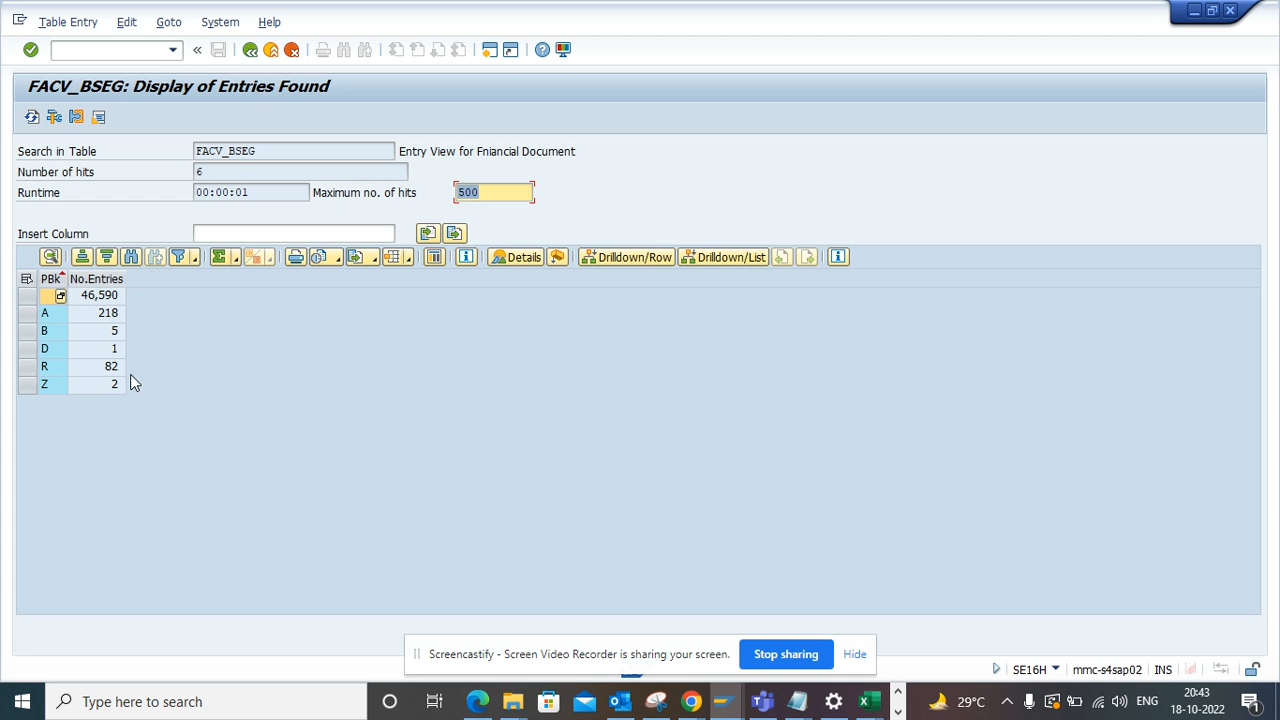 Table Entry Edit Goto System Help
FACV_BSEG: Display of Entries Found
Search in Table FACV_BSEG Entry View for Fniancial Document
Number of hits 6
Runtime 00:00:01 Maximum no. of hits 500
Insert Column
Details Drilldown/Row Drilldown/List
PBk No.Entries
46,590
A 218
B 5
D 1
R 82
Z 2
Screencastify - Screen Video Recorder is sharing your screen. Stop sharing Hide
SE16H mmc-s4sap02 INS
Type here to search 29°C ENG 20:43
18-10-2022 1